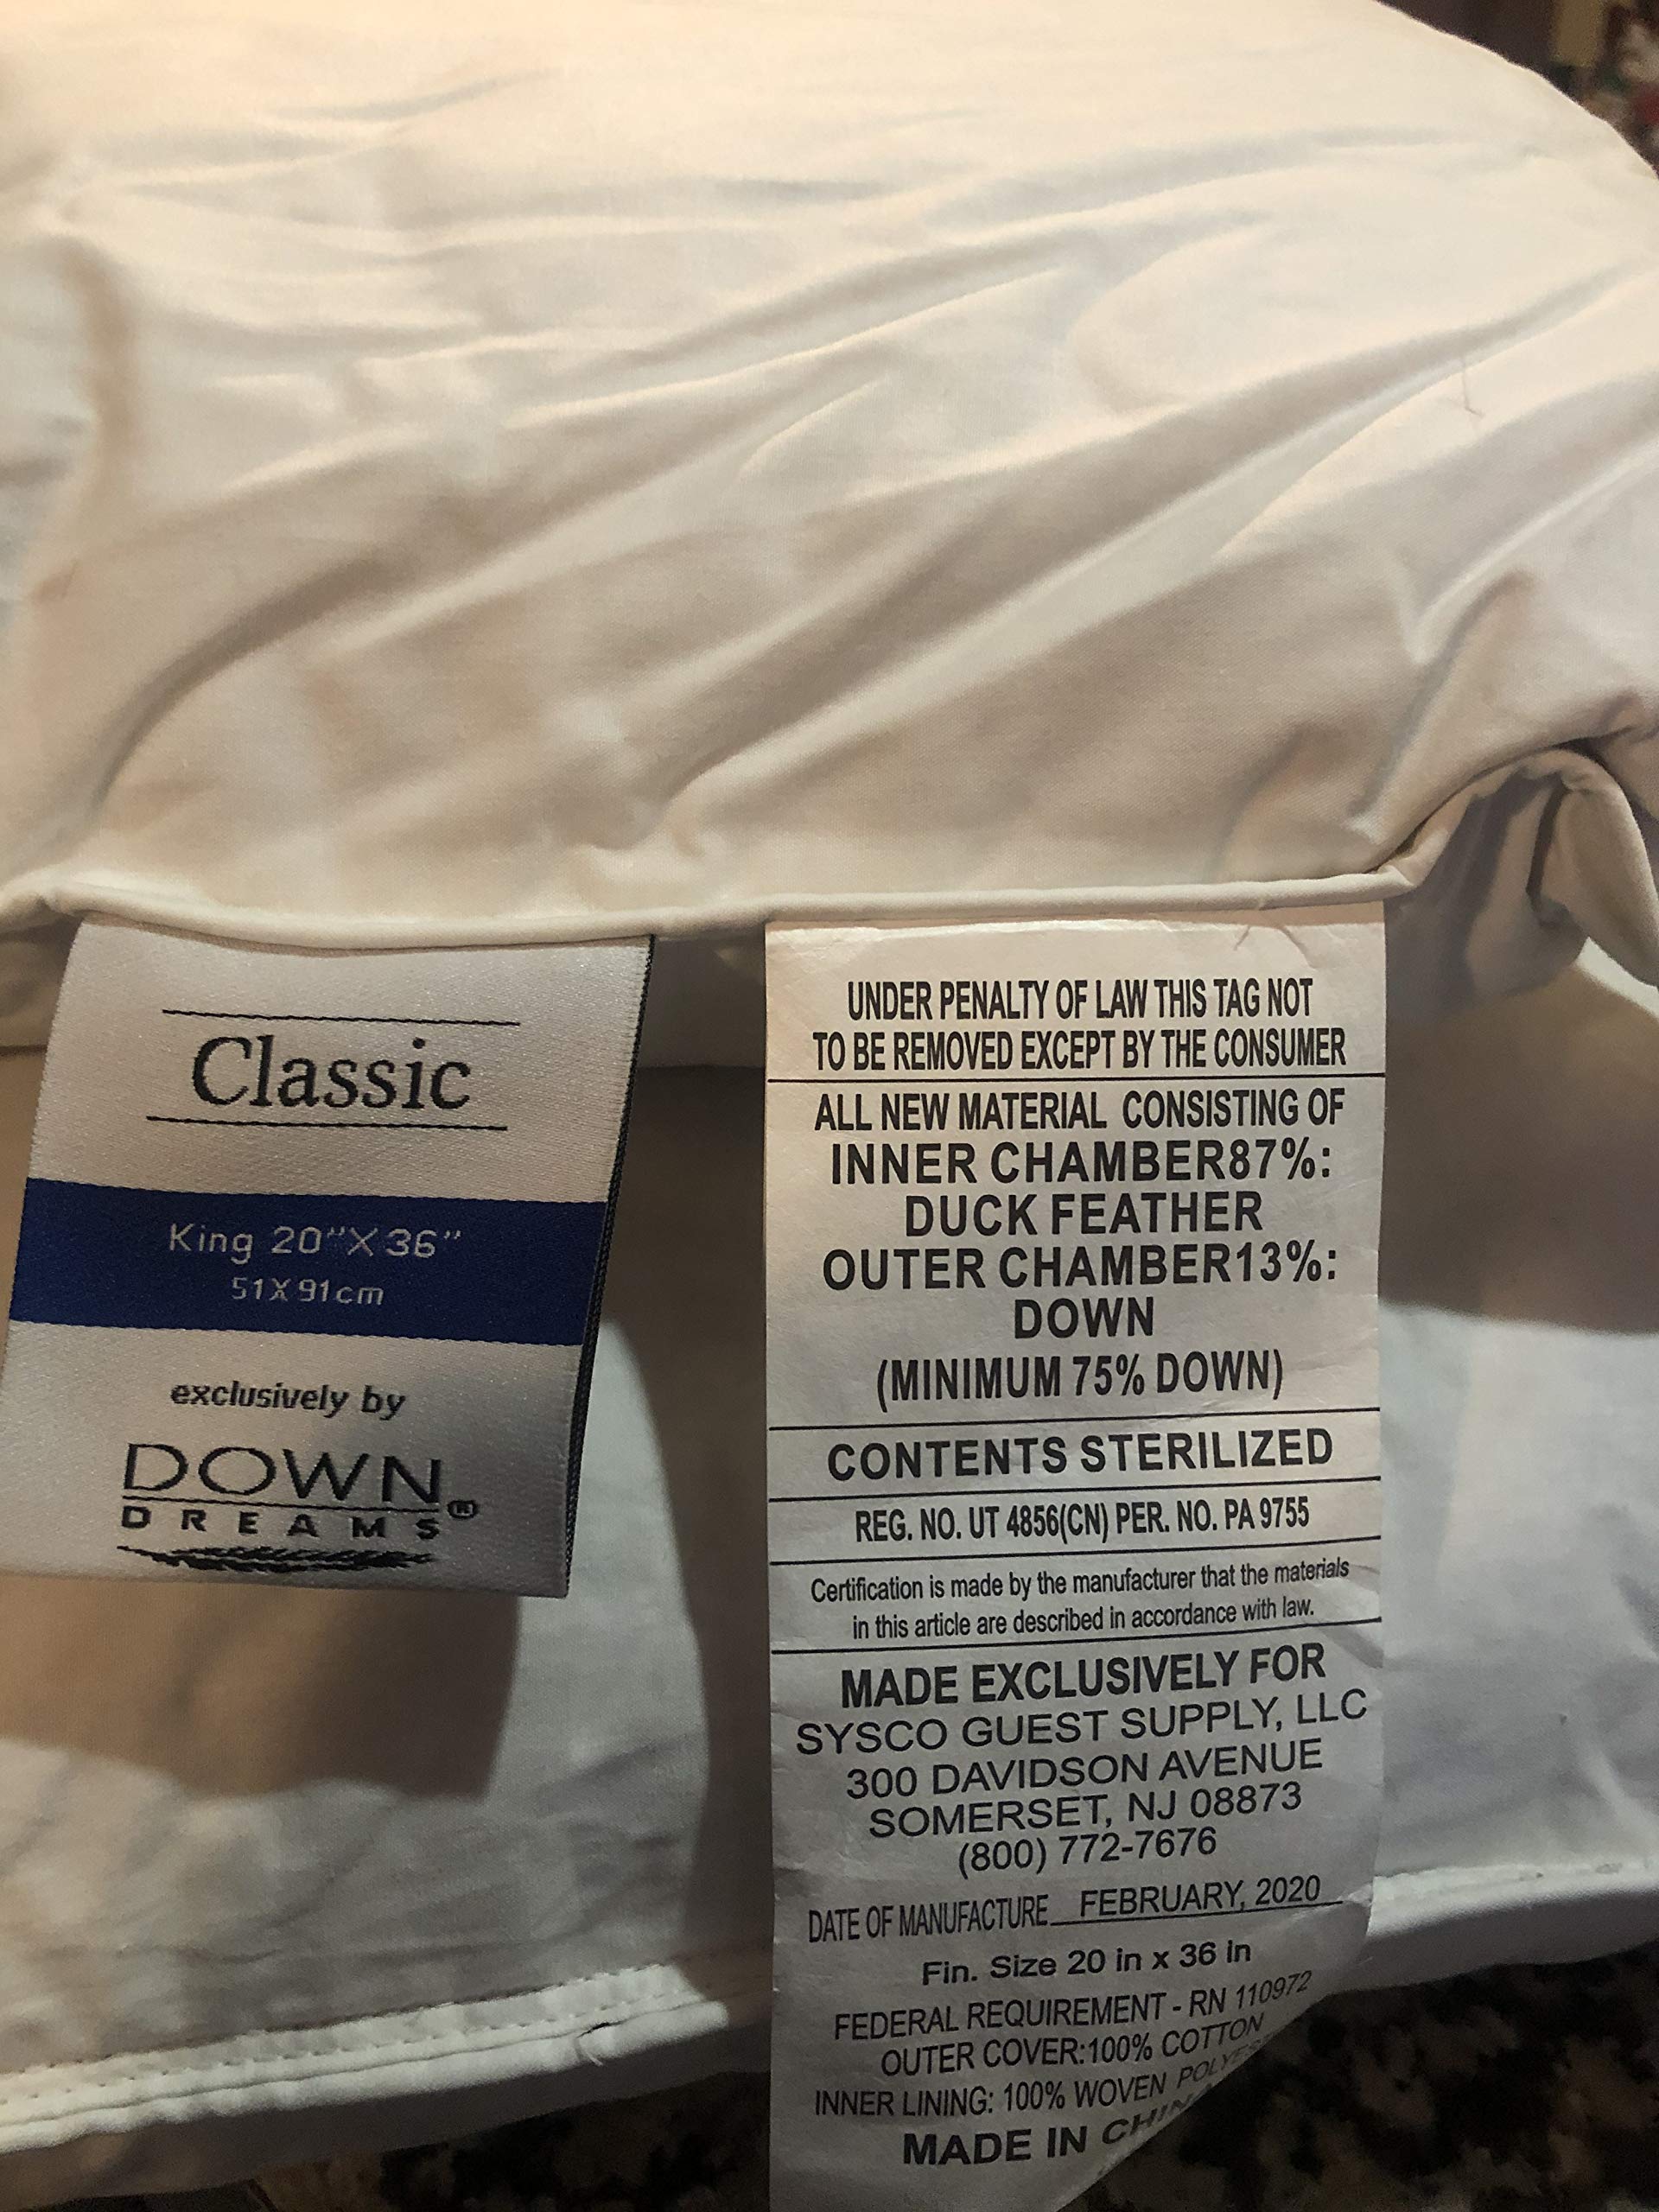 Classic
King 20"X 36"
51X 91cm
exclusively by
DOWN
DREAMS®
UNDER PENALTY OF LAW THIS TAG NOT
TO BE REMOVED EXCEPT BY THE CONSUMER
ALL NEW MATERIAL CONSISTING OF
INNER CHAMBER87%:
DUCK FEATHER
OUTER CHAMBER13%:
DOWN
(MINIMUM 75% DOWN)
CONTENTS STERILIZED
REG. NO. UT 4856(CN) PER. NO. PA 9755
Certification is made by the manufacturer that the materials
in this article are described in accordance with law.
MADE EXCLUSIVELY FOR
SYSCO GUEST SUPPLY, LLC
300 DAVIDSON AVENUE
SOMERSET, NJ 08873
(800) 772-7676
DATE OF MANUFACTURE FEBRUARY, 2020
Fin. Size 20 in x 36 in
FEDERAL REQUIREMENT - RN 110972
OUTER COVER:100% COTTON
INNER LINING: 100% WOVEN
MADE IN CHINA